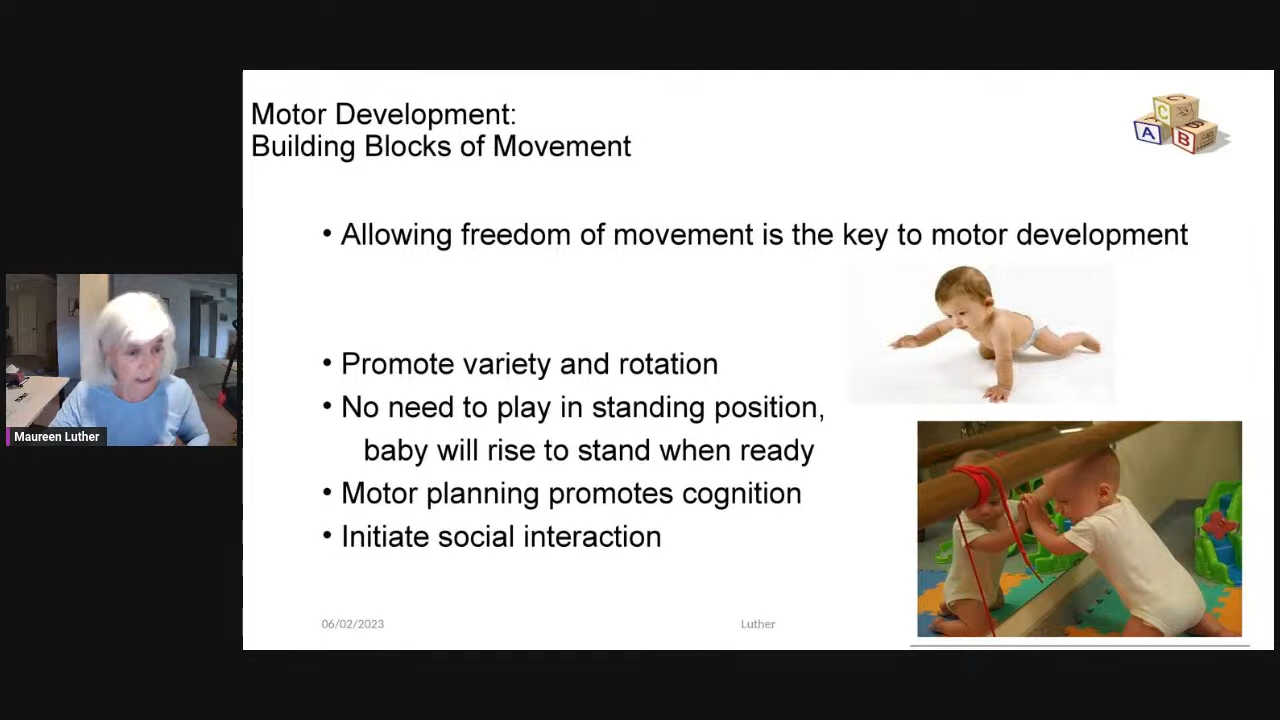 Motor Development:
Building Blocks of Movement
C
A
B
• Allowing freedom of movement is the key to motor development
• Promote variety and rotation
• No need to play in standing position,
baby will rise to stand when ready
• Motor planning promotes cognition
• Initiate social interaction
Maureen Luther
06/02/2023
Luther